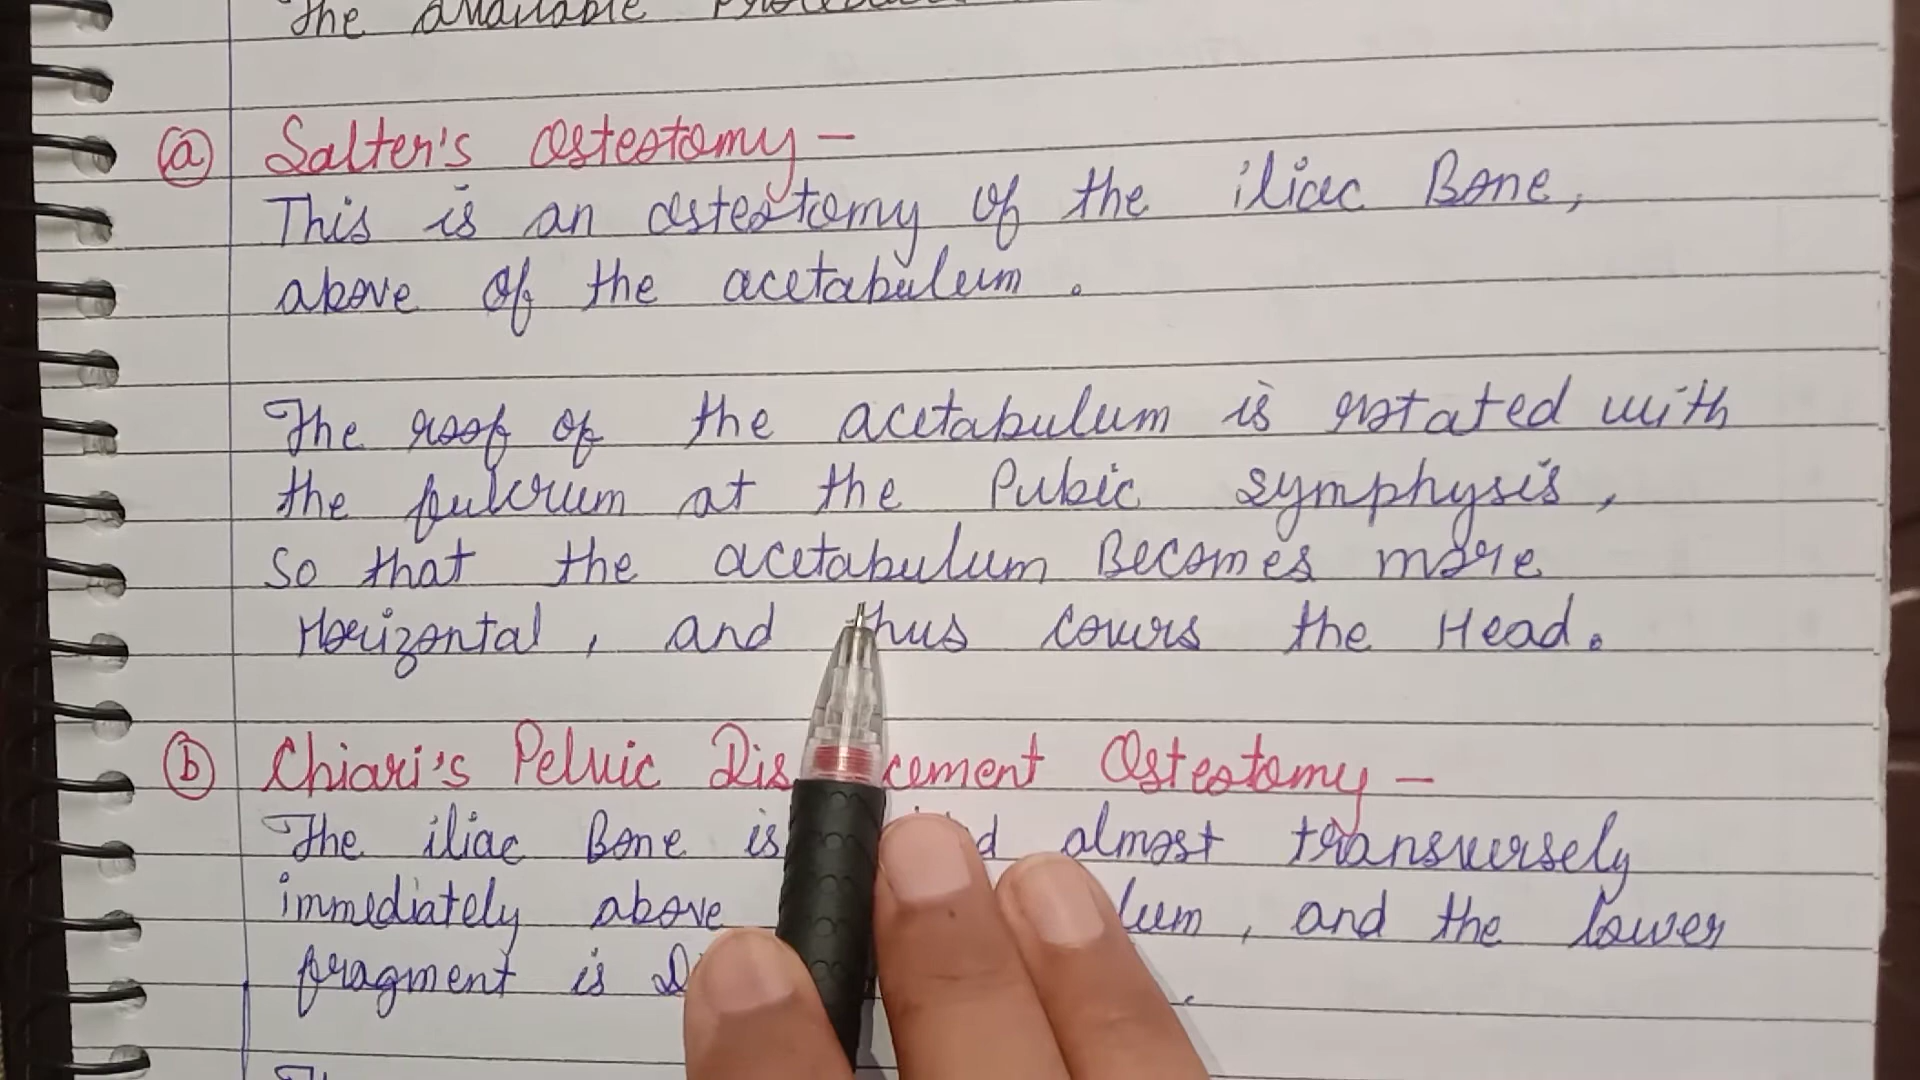 The available
(a) Salter's Osteotomy –
This is an osteotomy of the iliac Bone,
above of the acetabuleum.
The roof of the acetabulum is rotated with
the fulcrum at the Pubic symphysis,
So that the acetabulum Becomes more
Horizontal, and thus covers the Head.
(b) Chiari's Pelvic Dis cement Osteotomy –
The iliac Bone is almost transversely
immediately above leum, and the lower
fragment is